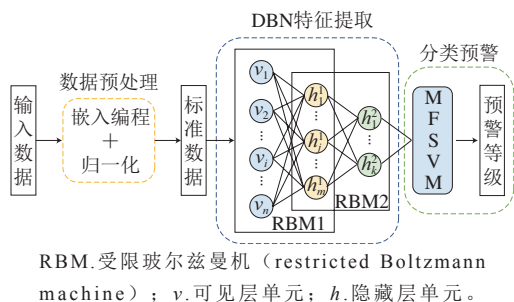 DBN特征提取
分类预警
数据预处理
输入数据
嵌入编程
+
归一化
标准数据
v1
v2
⋮
vi
⋮
vn
h¹1
⋮
h¹i
⋮
h¹m
h²1
⋮
h²k
RBM1
RBM2
MFSVM
预警等级
RBM.受限玻尔兹曼机（restricted Boltzmann
machine）；v.可见层单元；h.隐藏层单元。